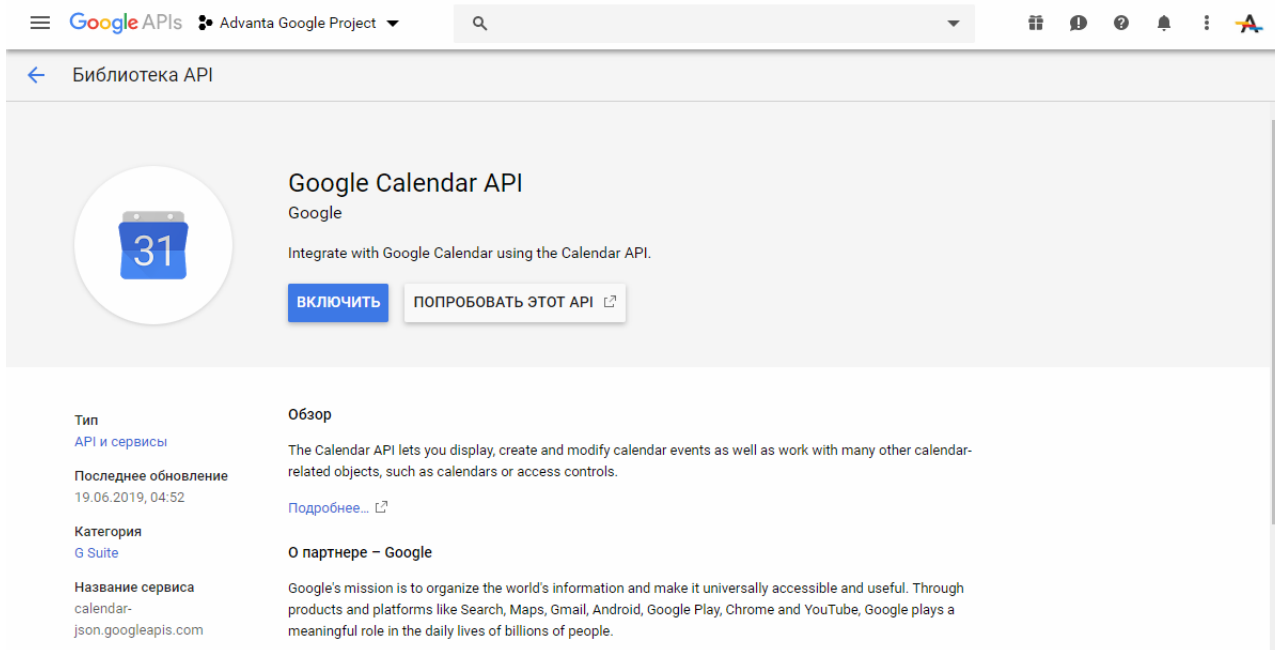 Google APIs Advanta Google Project
Библиотека API
31
Google Calendar API
Google
Integrate with Google Calendar using the Calendar API.
ВКЛЮЧИТЬ ПОПРОБОВАТЬ ЭТОТ API
Тип
API и сервисы
Последнее обновление
19.06.2019, 04:52
Категория
G Suite
Название сервиса
calendar-
json.googleapis.com
Обзор
The Calendar API lets you display, create and modify calendar events as well as work with many other calendar-
related objects, such as calendars or access controls.
Подробнее...
О партнере – Google
Google's mission is to organize the world's information and make it universally accessible and useful. Through
products and platforms like Search, Maps, Gmail, Android, Google Play, Chrome and YouTube, Google plays a
meaningful role in the daily lives of billions of people.